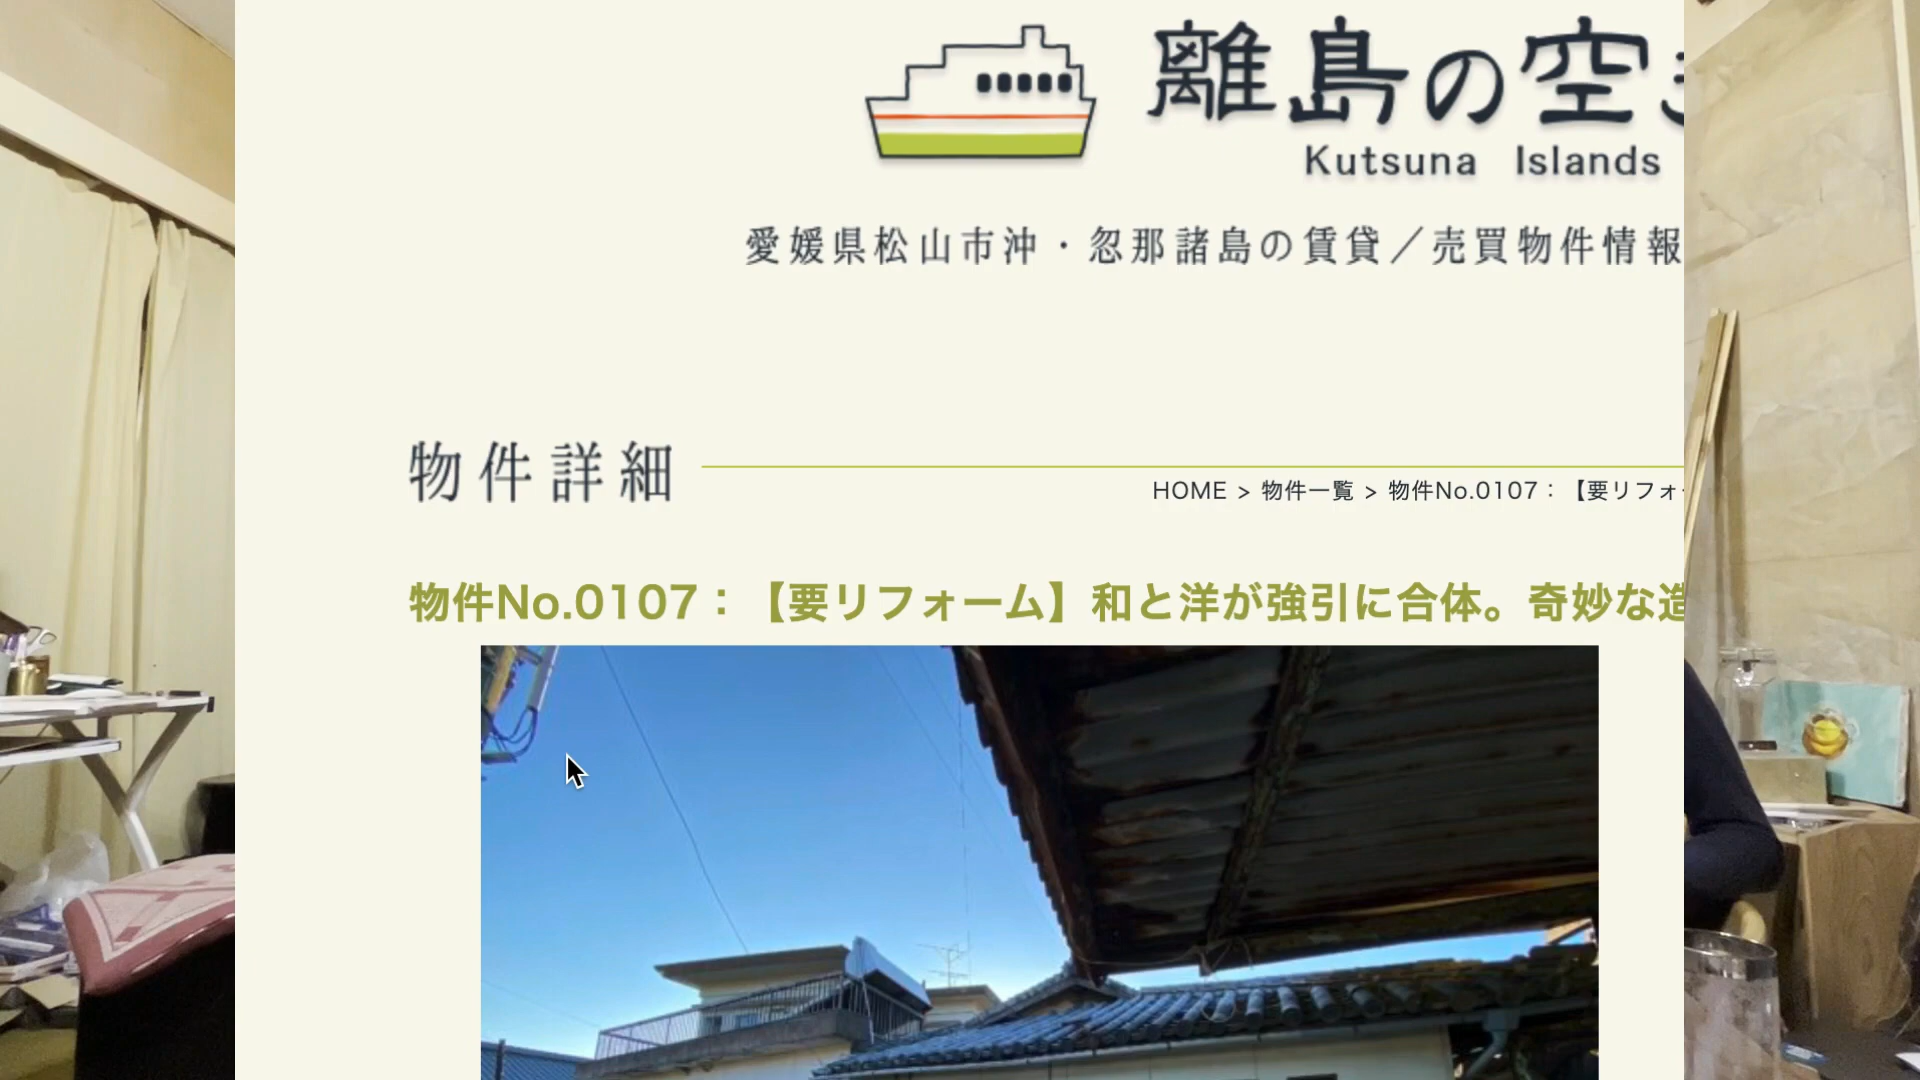 離島の空き
Kutsuna Islands
愛媛県松山市沖・忽那諸島の賃貸／売買物件情報
物件詳細
HOME > 物件一覧 > 物件No.0107：【要リフォー
物件No.0107：【要リフォーム】和と洋が強引に合体。奇妙な造